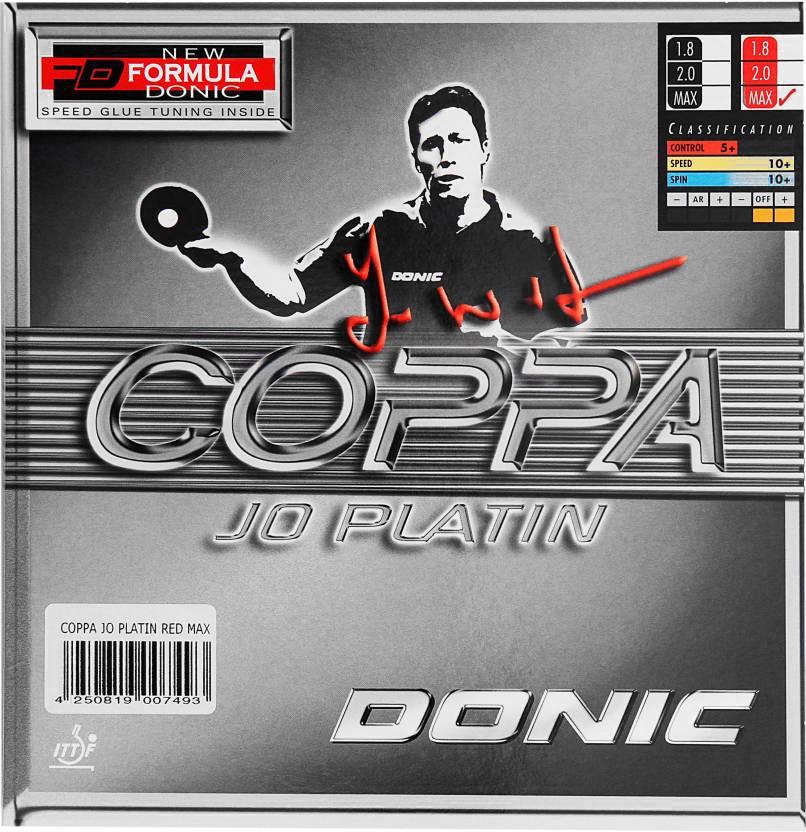 NEW
FORMULA
DONIC
SPEED GLUE TUNING INSIDE
1.8 1.8
2.0 2.0
MAX MAX
CLASSIFICATION
CONTROL 5+
SPEED 10+
SPIN 10+
− AR + − OFF +
DONIC
COPPA
JO PLATIN
COPPA JO PLATIN RED MAX
4 250819 007493
DONIC
ITTF